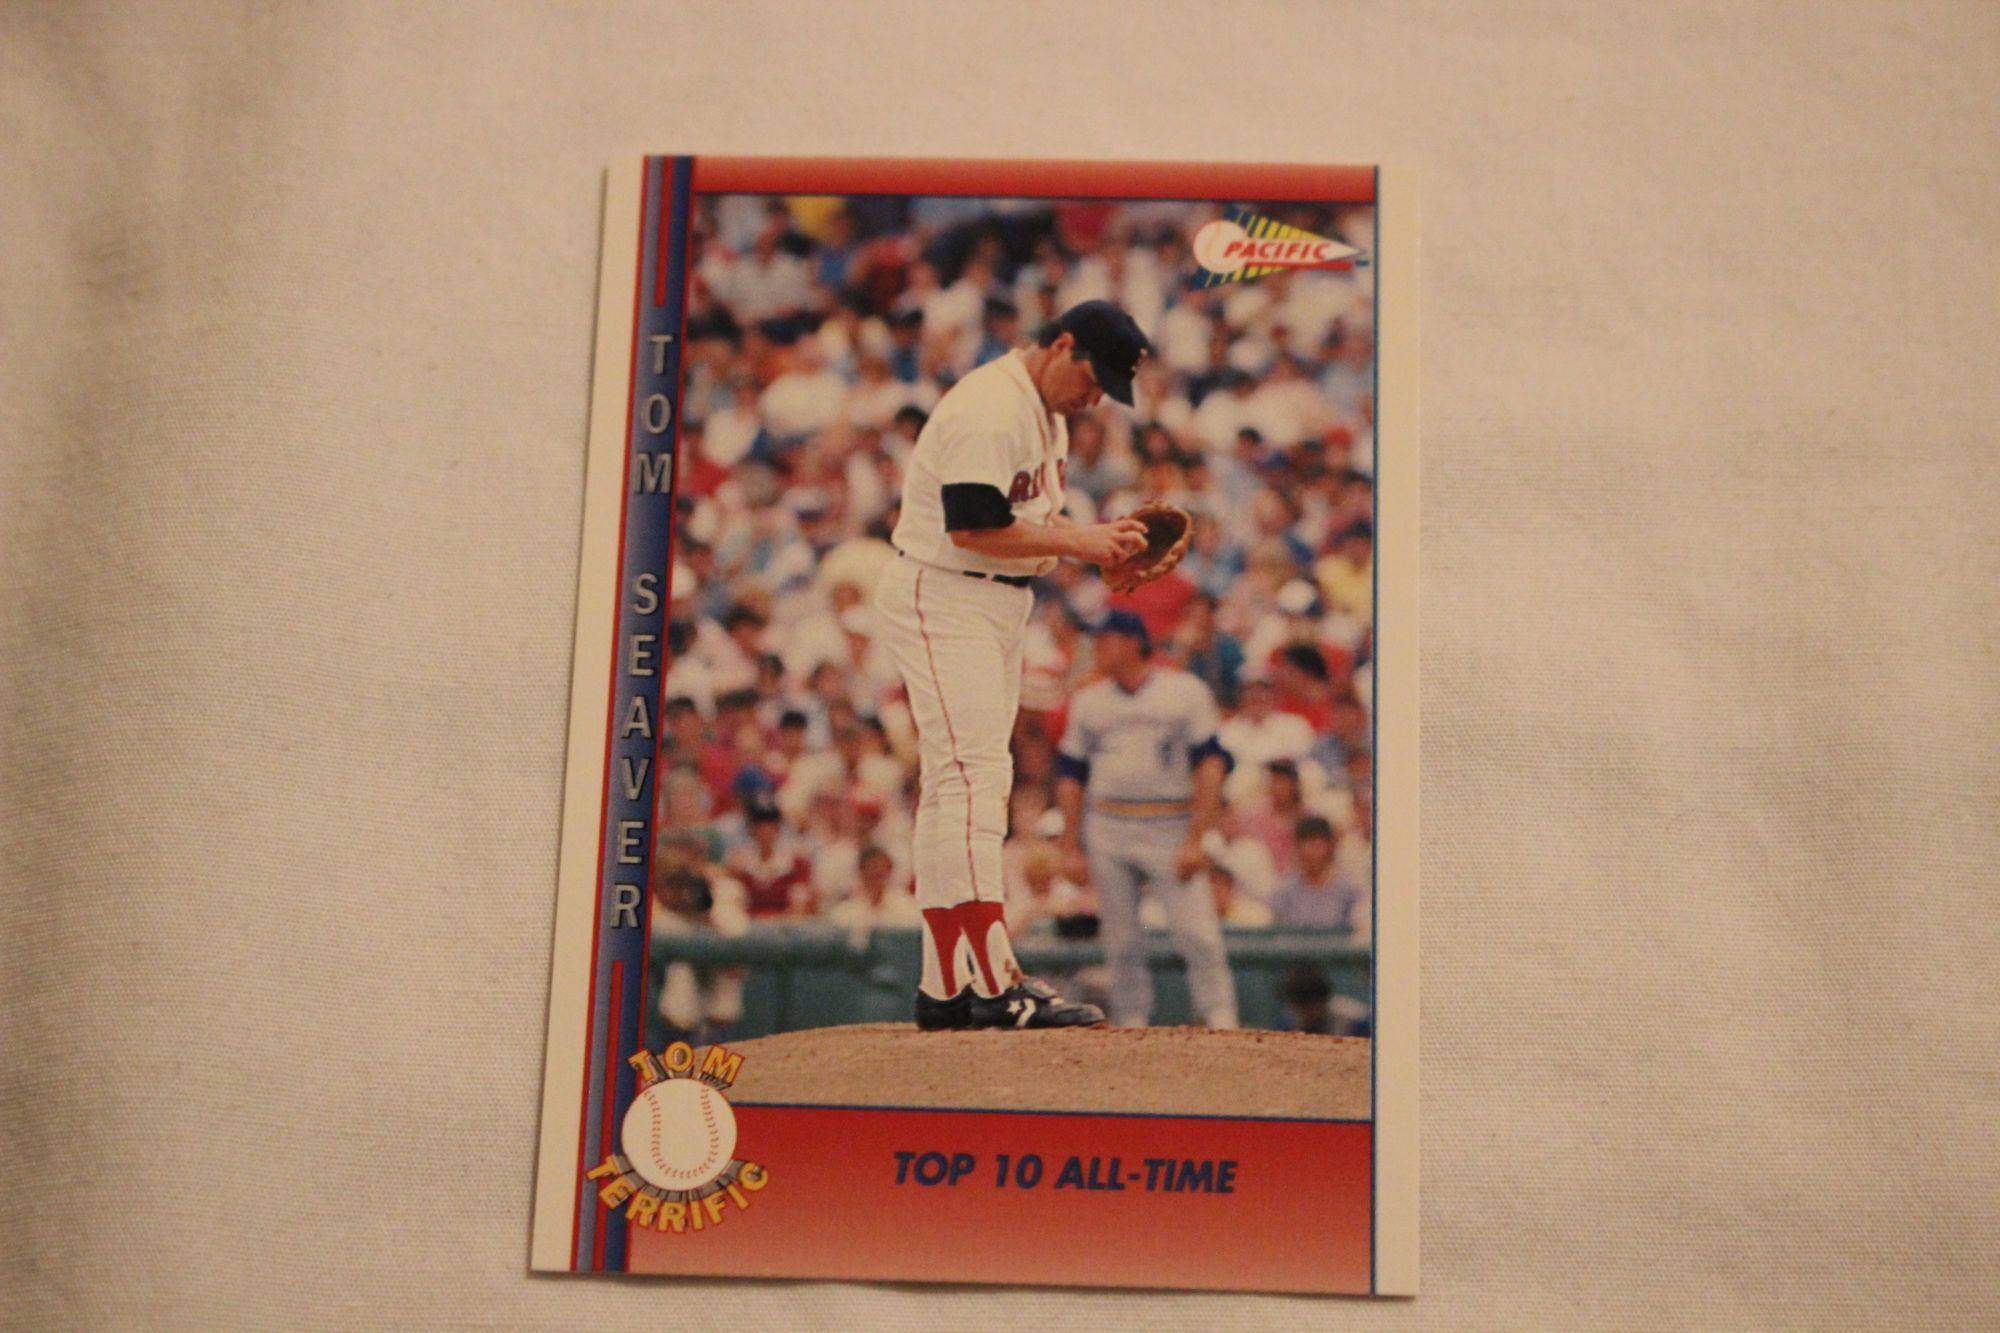 PACIFIC
TOM SEAVER
TOM
TERRIFIC
TOP 10 ALL-TIME